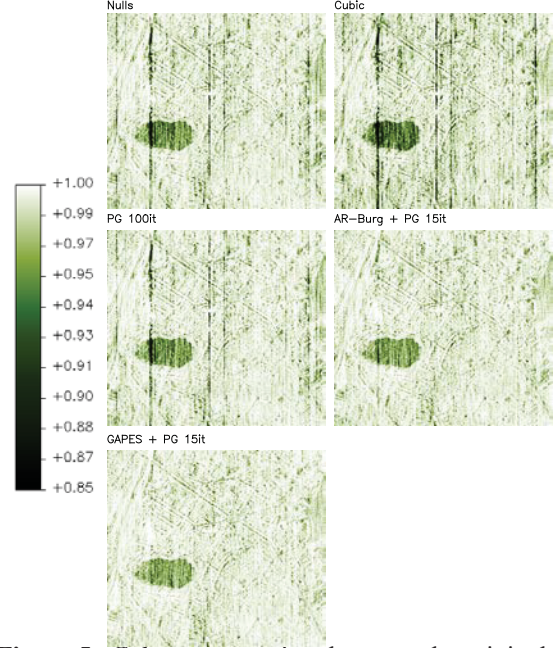 Nulls
Cubic
+1.00
+0.99
+0.97
+0.96
+0.94
+0.93
+0.91
+0.90
+0.88
+0.87
+0.85
PG 100it
AR-Burg + PG 15it
GAPES + PG 15it